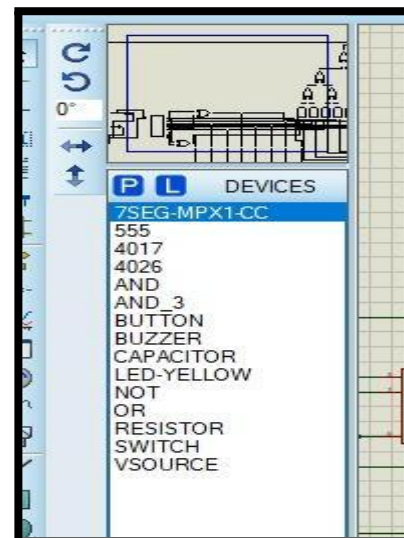 0°
P L DEVICES
7SEG-MPX1-CC
555
4017
4026
AND
AND_3
BUTTON
BUZZER
CAPACITOR
LED-YELLOW
NOT
OR
RESISTOR
SWITCH
VSOURCE